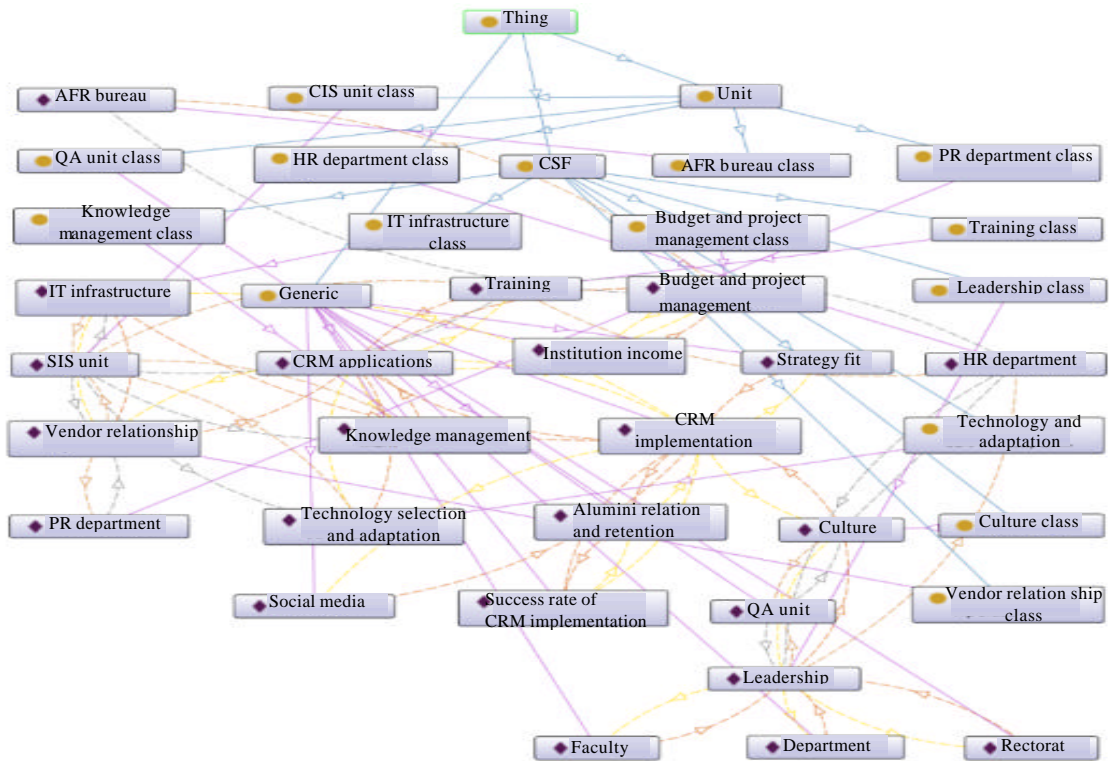 Thing
AFR bureau
CIS unit class
Unit
QA unit class
HR department class
CSF
AFR bureau class
PR department class
Knowledge
management class
IT infrastructure
class
Budget and project
management class
Training class
IT infrastructure
Generic
Training
Budget and project
management
Leadership class
SIS unit
CRM applications
Institution income
Strategy fit
HR department
Vendor relationship
Knowledge management
CRM
implementation
Technology and
adaptation
PR department
Technology selection
and adaptation
Alumini relation
and retention
Culture
Culture class
Social media
Success rate of
CRM implementation
QA unit
Vendor relation ship
class
Leadership
Faculty
Department
Rectorat